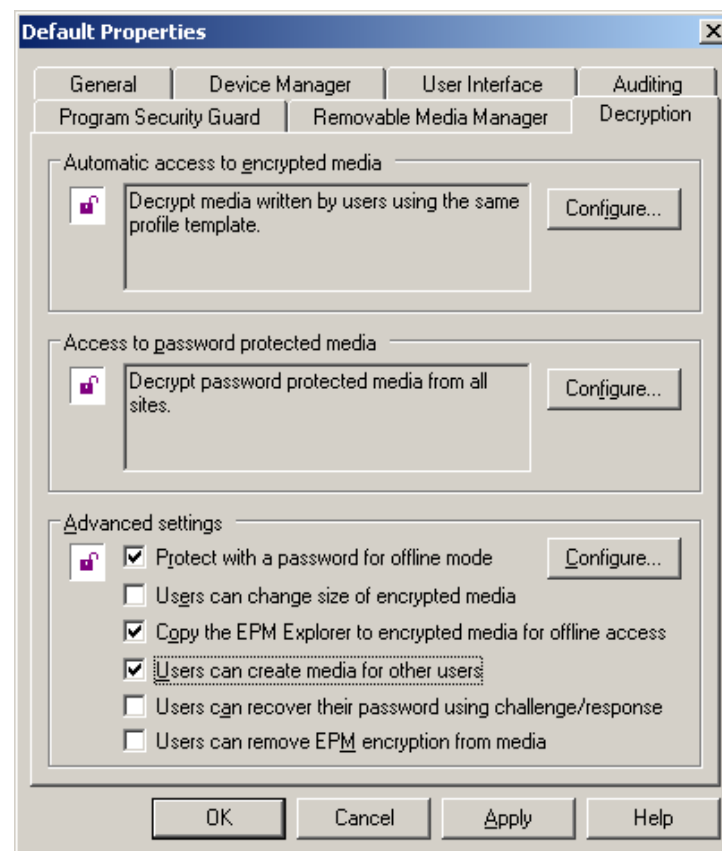 Default Properties
General
Device Manager
User Interface
Auditing
Program Security Guard
Removable Media Manager
Decryption
Automatic access to encrypted media
Decrypt media written by users using the same
profile template.
Configure...
Access to password protected media
Decrypt password protected media from all
sites.
Configure...
Advanced settings
Protect with a password for offline mode
Configure...
Users can change size of encrypted media
Copy the EPM Explorer to encrypted media for offline access
Users can create media for other users
Users can recover their password using challenge/response
Users can remove EPM encryption from media
OK
Cancel
Apply
Help